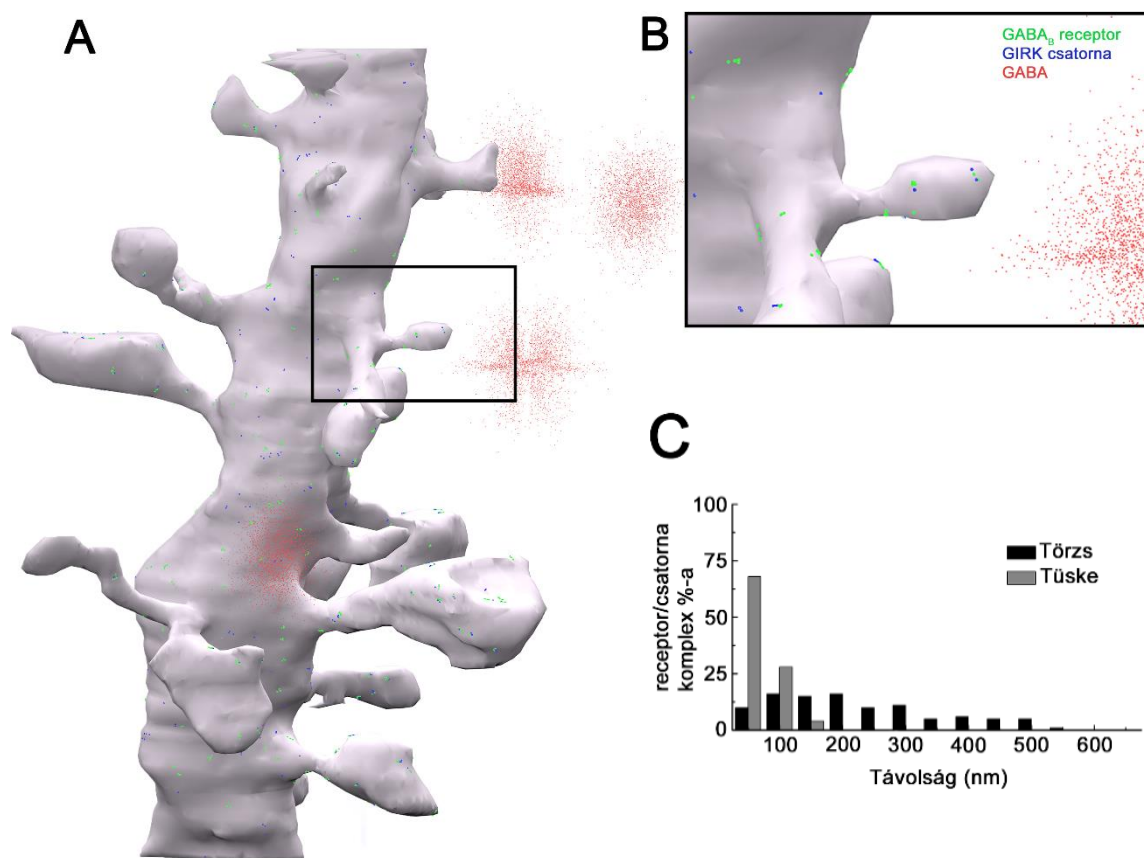 A
B
GABA_B receptor
GIRK csatorna
GABA
C
receptor/csatorna
komplex %-a
100
75
50
25
0
Törzs
Tüske
100 200 300 400 500 600
Távolság (nm)